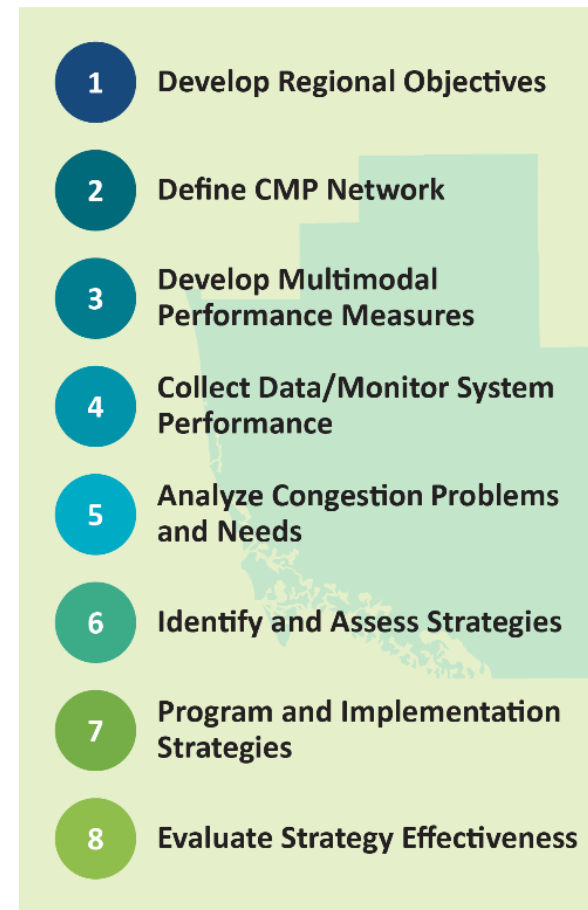 1
Develop Regional Objectives
2
Define CMP Network
3
Develop Multimodal
Performance Measures
4
Collect Data/Monitor System
Performance
5
Analyze Congestion Problems
and Needs
6
Identify and Assess Strategies
7
Program and Implementation
Strategies
8
Evaluate Strategy Effectiveness